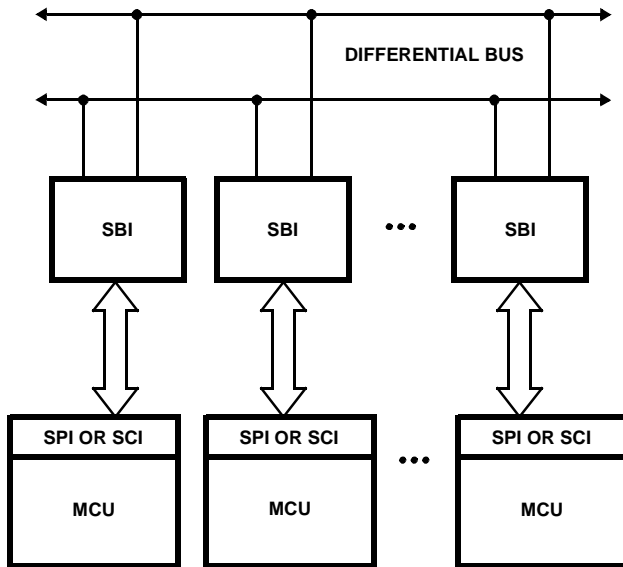 DIFFERENTIAL BUS
SBI
SBI
SBI
SPI OR SCI
SPI OR SCI
SPI OR SCI
MCU
MCU
MCU